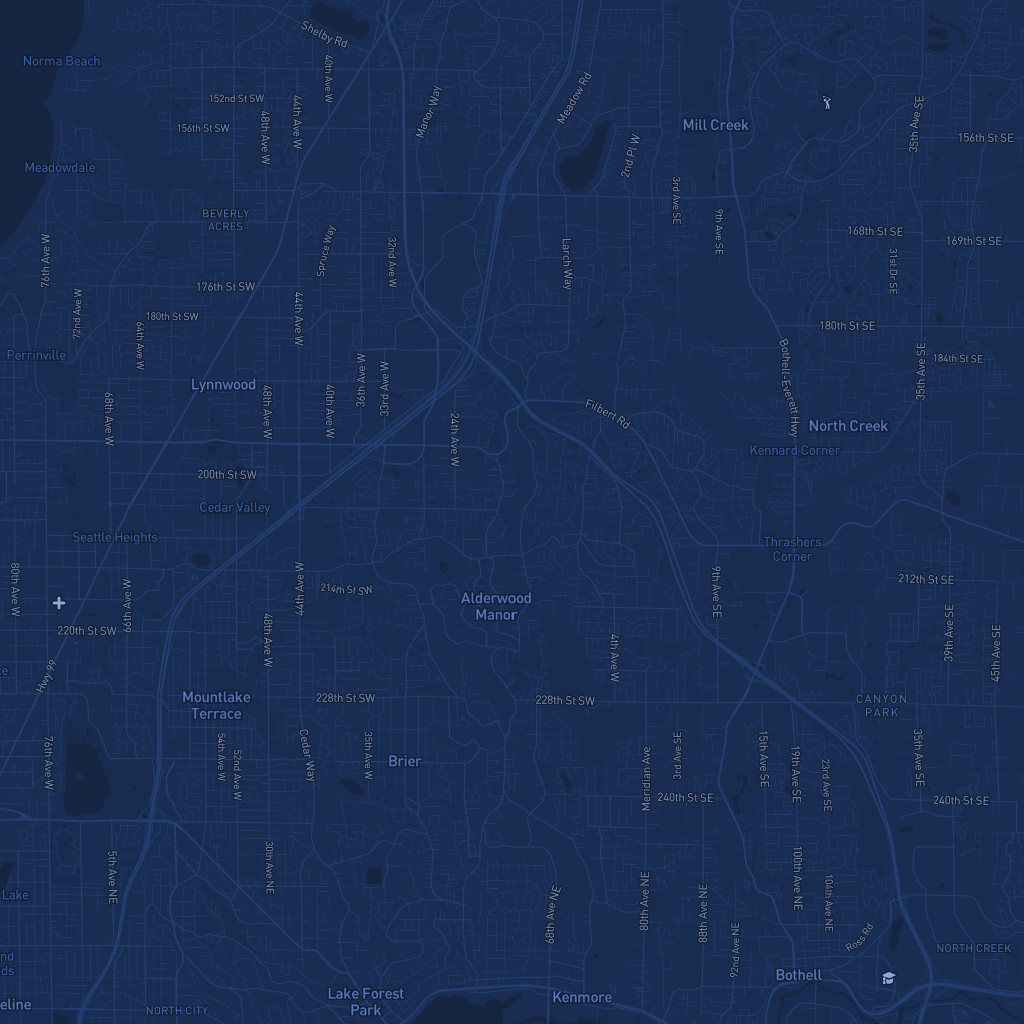 Shelby Rd
Norma Beach
40th Ave W
152nd St SW
44th Ave W
48th Ave W
Manor Way
Meadow Rd
Mill Creek
35th Ave SE
156th St SW
156th St SE
2nd Pl W
Meadowdale
3rd Ave SE
9th Ave SE
BEVERLY
ACRES
168th St SE
169th St SE
76th Ave W
Spruce Way
32nd Ave W
Larch Way
31st Dr SE
176th St SW
72nd Ave W
44th Ave W
180th St SW
64th Ave W
180th St SE
Perrinville
184th St SE
35th Ave SE
Lynnwood
36th Ave W
33rd Ave W
Bothell-Everett Hwy
68th Ave W
48th Ave W
40th Ave W
24th Ave W
Filbert Rd
North Creek
Kennard Corner
200th St SW
Cedar Valley
Seattle Heights
Thrashers
Corner
80th Ave W
66th Ave W
44th Ave W
214th St SW
9th Ave SE
212th St SE
Alderwood
Manor
220th St SW
48th Ave W
4th Ave W
39th Ave SE
45th Ave SE
Hwy 99
Mountlake
Terrace
228th St SW
228th St SW
CANYON
PARK
76th Ave W
54th Ave W
52nd Ave W
Cedar Way
35th Ave W
Brier
Meridian Ave
3rd Ave SE
15th Ave SE
19th Ave SE
23rd Ave SE
35th Ave SE
240th St SE
240th St SE
5th Ave NE
30th Ave NE
Lake
68th Ave NE
80th Ave NE
88th Ave NE
92nd Ave NE
100th Ave NE
104th Ave NE
Ross Rd
NORTH CREEK
nd
ds
Bothell
eline
NORTH CITY
Lake Forest
Park
Kenmore